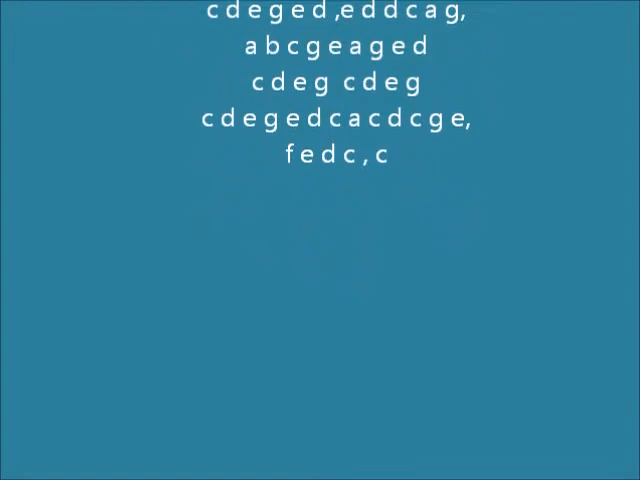 c d e g e d ,e d d c a g,
a b c g e a g e d
c d e g c d e g
c d e g e d c a c d c g e,
f e d c , c